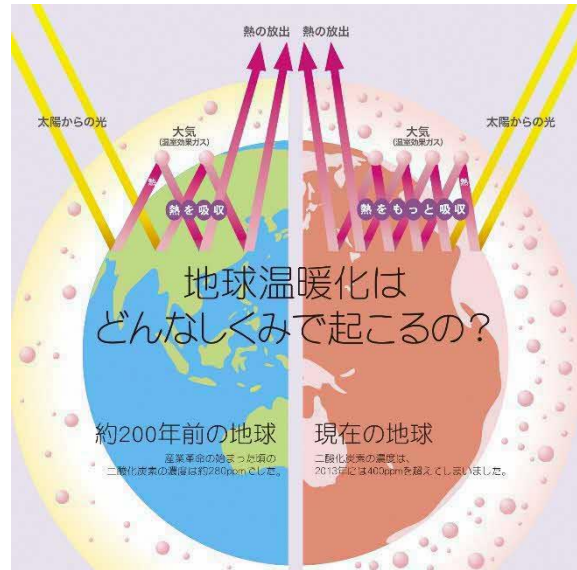 熱の放出 熱の放出
太陽からの光
大気
(温室効果ガス)
熱
熱を吸収
大気
(温室効果ガス)
太陽からの光
熱
熱をもっと吸収
地球温暖化は
どんなしくみで起こるの？
約200年前の地球
産業革命の始まった頃の
二酸化炭素の濃度は約280ppmでした。
現在の地球
二酸化炭素の濃度は、
2013年には400ppmを超えてしまいました。